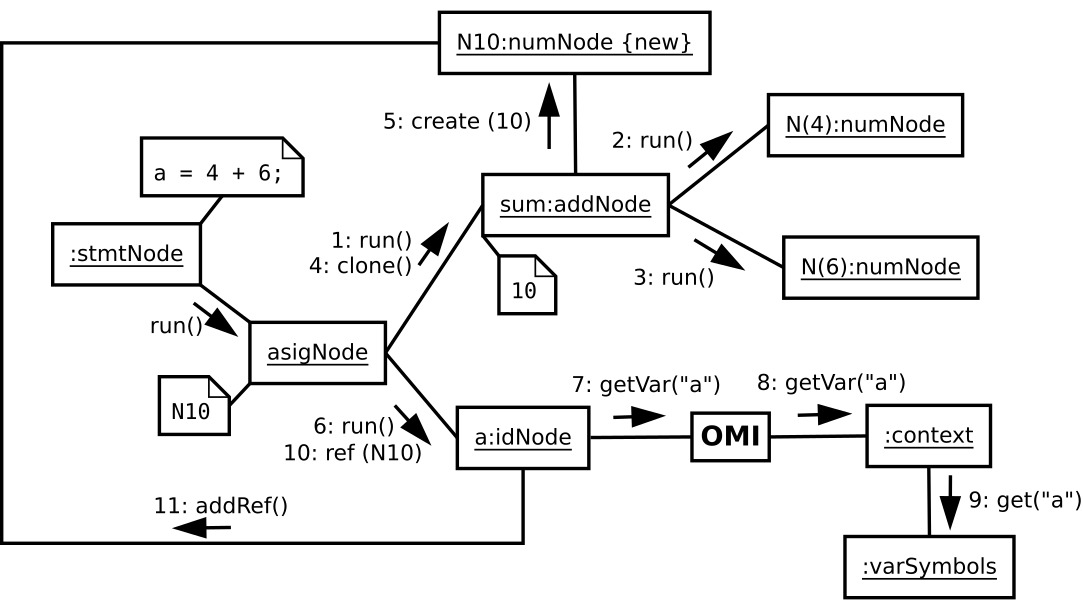 N10:numNode {new}
5: create (10)
2: run()
N(4):numNode
a = 4 + 6;
sum:addNode
:stmtNode
1: run()
4: clone()
3: run()
N(6):numNode
10
run()
asigNode
N10
7: getVar("a")
8: getVar("a")
6: run()
10: ref (N10)
a:idNode
OMI
:context
11: addRef()
9: get("a")
:varSymbols